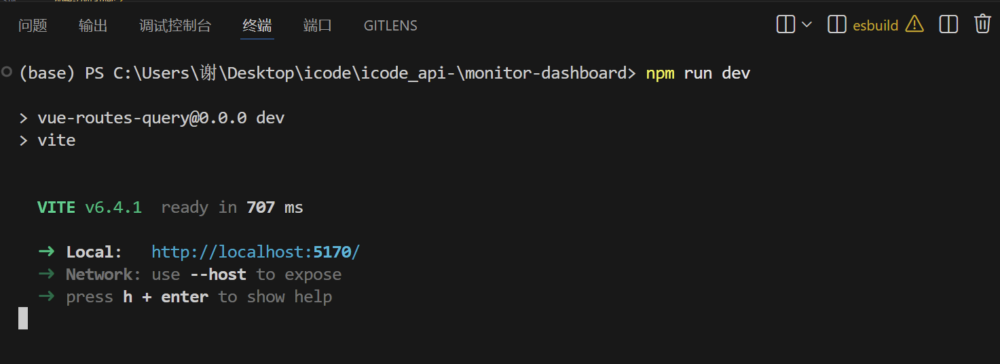 问题 输出 调试控制台 终端 端口 GITLENS esbuild
(base) PS C:\Users\谢\Desktop\icode\icode_api-\monitor-dashboard> npm run dev
> vue-routes-query@0.0.0 dev
> vite
VITE v6.4.1 ready in 707 ms
➜ Local: http://localhost:5170/
➜ Network: use --host to expose
➜ press h + enter to show help